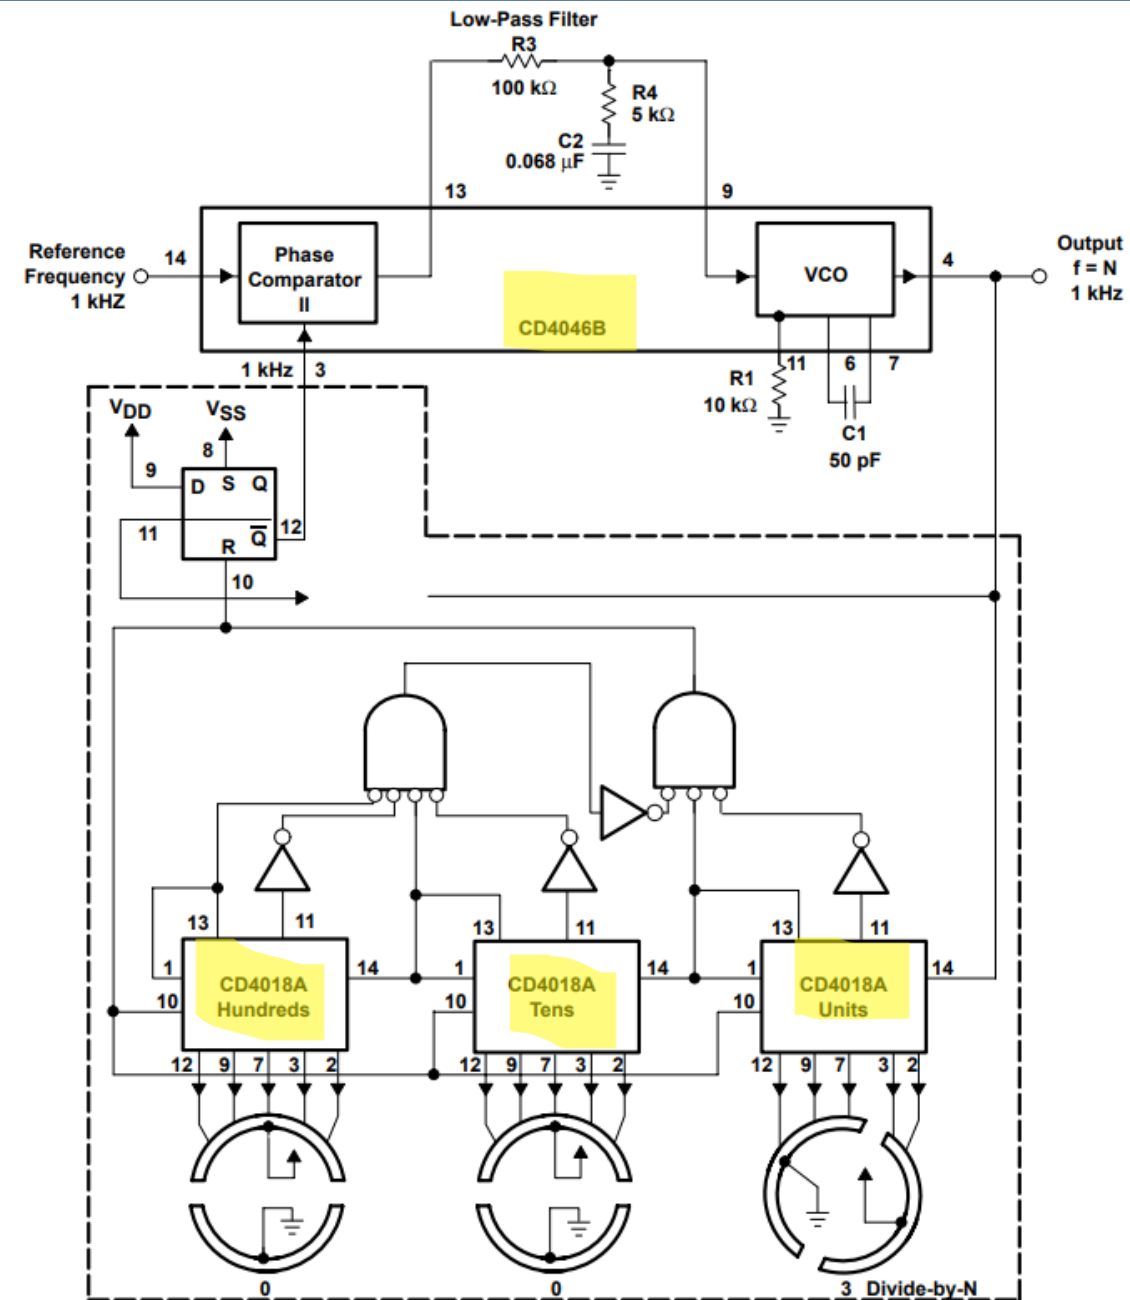 Low-Pass Filter
R3
100 kΩ
R4
5 kΩ
C2
0.068 μF
13
9
Reference
Frequency
1 kHZ
14
Phase
Comparator
II
CD4046B
VCO
4
Output
f = N
1 kHz
1 kHz
3
11
6
7
R1
10 kΩ
C1
50 pF
VDD
VSS
8
9
D
S
Q
11
Q̅
12
R
10
13
11
13
11
13
11
1
CD4018A
Hundreds
14
10
1
CD4018A
Tens
14
10
1
CD4018A
Units
14
10
12
9
7
3
2
12
9
7
3
2
12
9
7
3
2
0
0
3
Divide-by-N